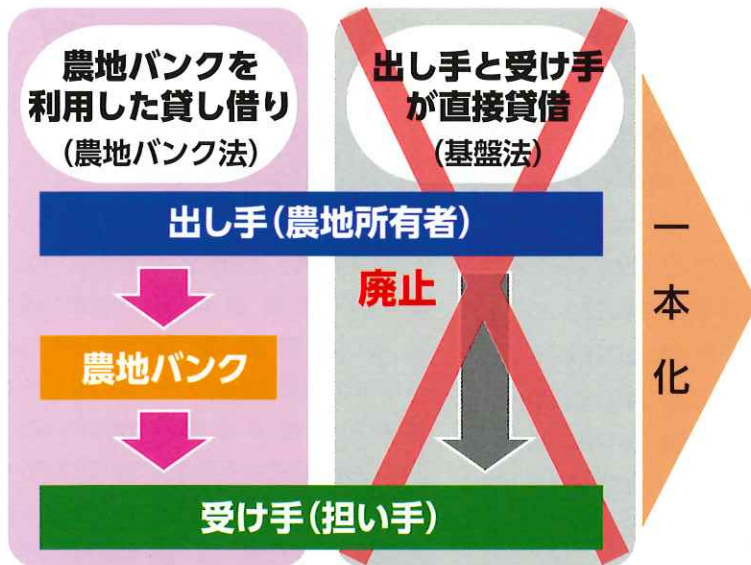 農地バンクを
利用した貸し借り
(農地バンク法)
出し手と受け手
が直接貸借
(基盤法)
出し手(農地所有者)
廃止
農地バンク
受け手(担い手)
一本化